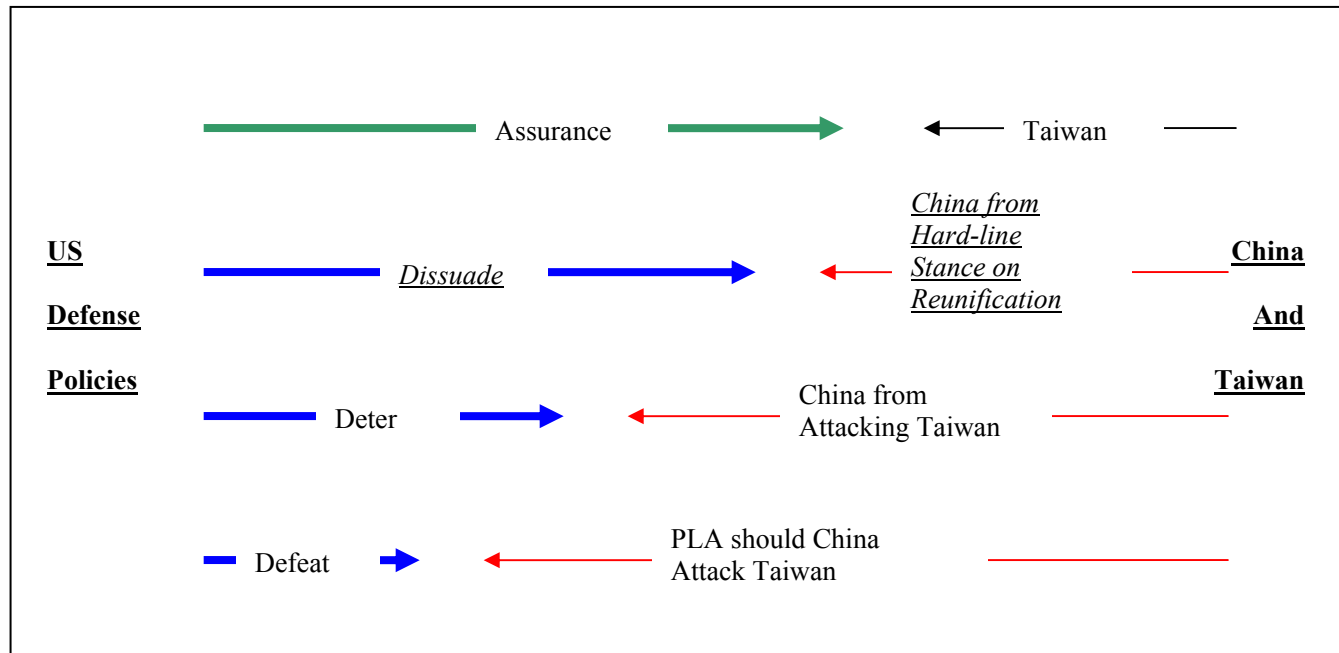 Assurance
Taiwan
US
Defense
Policies
Dissuade
China from
Hard-line
Stance on
Reunification
China
And
Taiwan
Deter
China from
Attacking Taiwan
Defeat
PLA should China
Attack Taiwan